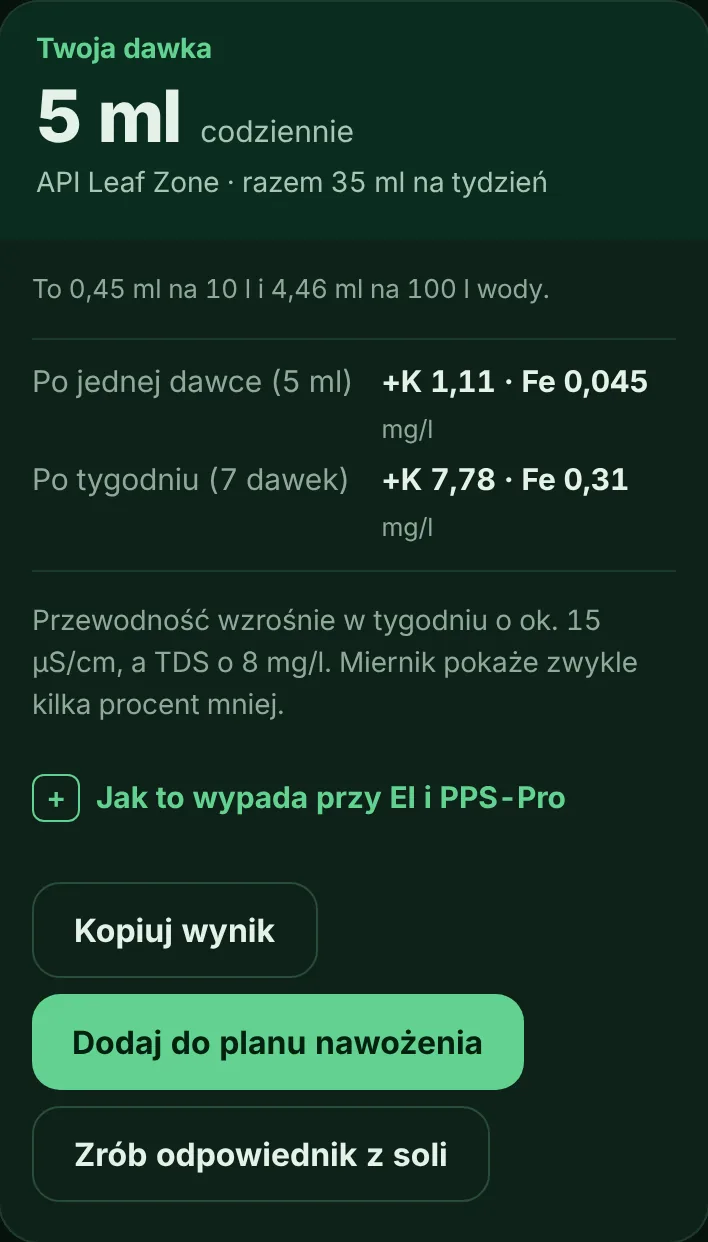 Twoja dawka
5 ml codziennie
API Leaf Zone · razem 35 ml na tydzień
To 0,45 ml na 10 l i 4,46 ml na 100 l wody.
Po jednej dawce (5 ml) +K 1,11 · Fe 0,045
mg/l
Po tygodniu (7 dawek) +K 7,78 · Fe 0,31
mg/l
Przewodność wzrośnie w tygodniu o ok. 15
µS/cm, a TDS o 8 mg/l. Miernik pokaże zwykle
kilka procent mniej.
+ Jak to wypada przy EI i PPS-Pro
Kopiuj wynik
Dodaj do planu nawożenia
Zrób odpowiednik z soli